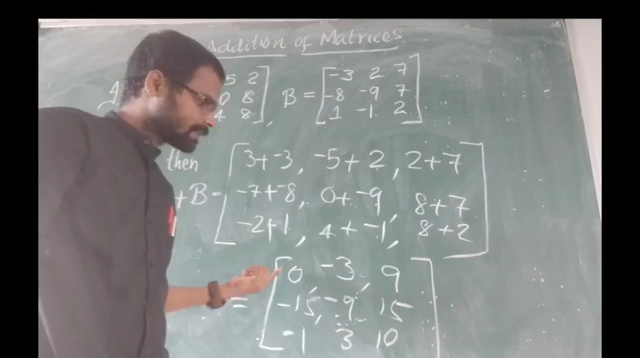 Addition of Matrices
5 2
0 8 , B = [ -3 2 7
4 8 -8 -9 7
1 -1 2 ]
then [ 3+-3, -5+2, 2+7
+B = -7+-8, 0+-9, 8+7
-2+1, 4+-1, 8+2 ]
= [ 0, -3, 9
-15, -9, 15
-1 3 10 ]